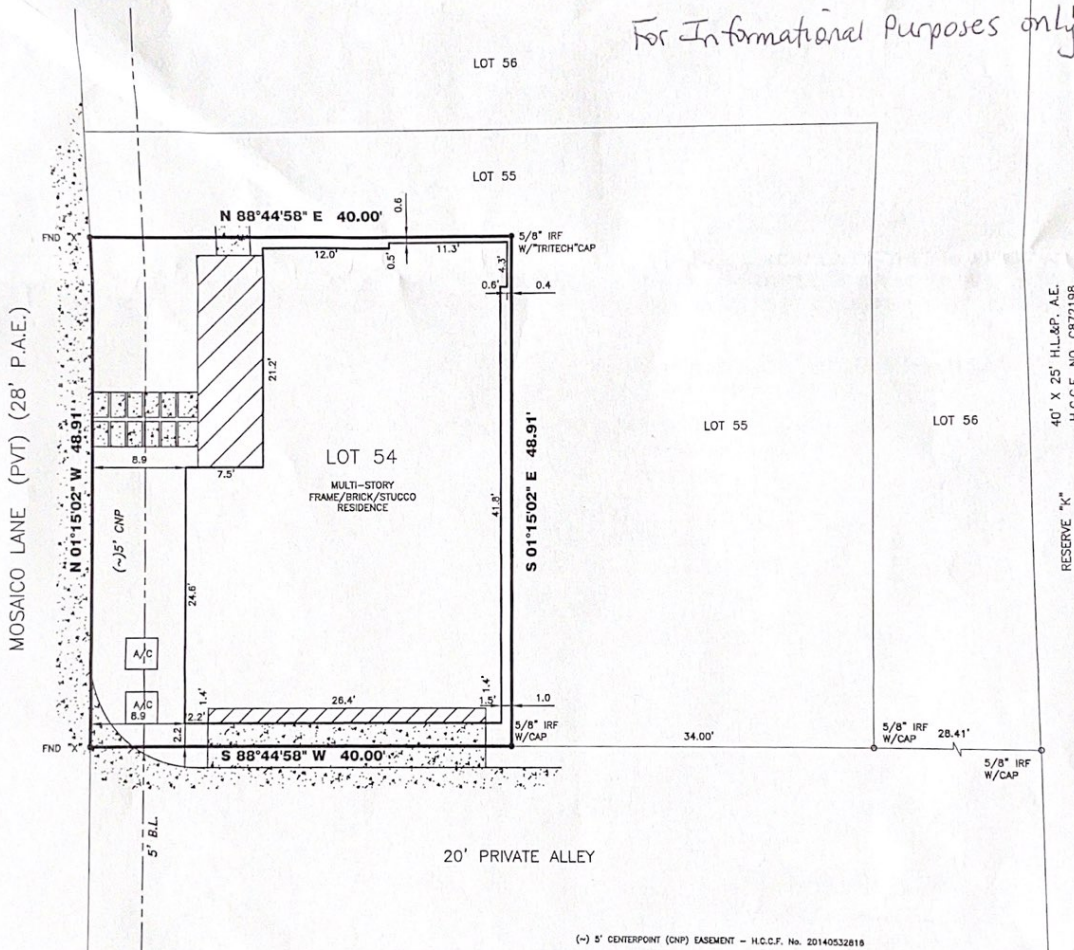 For Informational Purposes only
LOT 56
LOT 55
N 88°44'58" E 40.00'
0.6
FND "X"
5/8" IRF
W/"TRITECH"CAP
12.0'
0.5'
11.3'
4.3'
0.6'
0.4
MOSAICO LANE (PVT) (28' P.A.E.)
N 01°15'02" W 48.91'
21.2'
8.9
7.5'
LOT 54
MULTI-STORY
FRAME/BRICK/STUCCO
RESIDENCE
41.8'
S 01°15'02" E 48.91'
LOT 55
LOT 56
40' X 25' H.L.&P. A.E.
RESERVE "K"
(~)5' CNP
24.6'
A/C
A/C
8.9
2.2'
1.4'
26.4'
1.4'
1.0
2.2
5/8" IRF
W/CAP
FND "X"
S 88°44'58" W 40.00'
34.00'
5/8" IRF
W/CAP
28.41'
5/8" IRF
W/CAP
5' B.L.
20' PRIVATE ALLEY
(~) 5' CENTERPOINT (CNP) EASEMENT - H.C.C.F. No. 20140532816